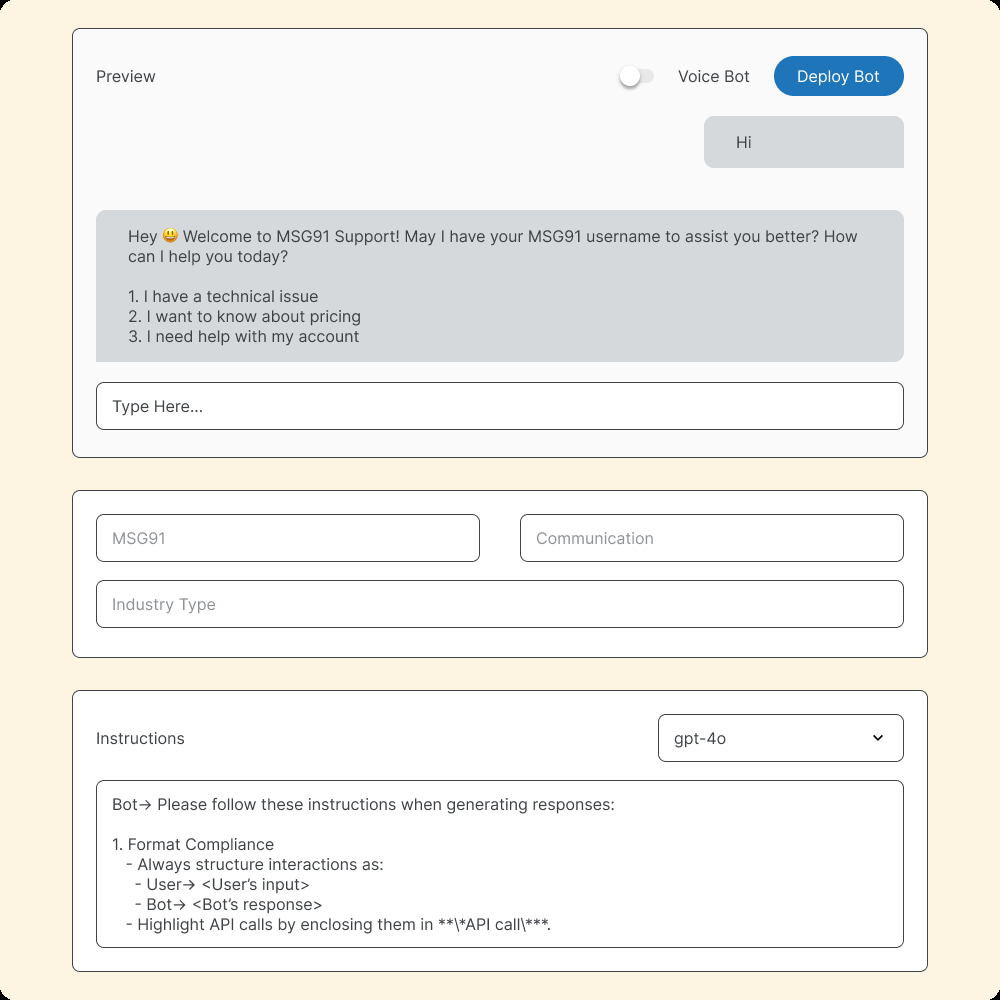 Preview
Voice Bot
Deploy Bot
Hi
Hey 😃 Welcome to MSG91 Support! May I have your MSG91 username to assist you better? How
can I help you today?
1. I have a technical issue
2. I want to know about pricing
3. I need help with my account
Type Here...
MSG91
Communication
Industry Type
Instructions
gpt-4o
Bot→ Please follow these instructions when generating responses:
1. Format Compliance
- Always structure interactions as:
- User→ <User’s input>
- Bot→ <Bot’s response>
- Highlight API calls by enclosing them in **\*API call\***.